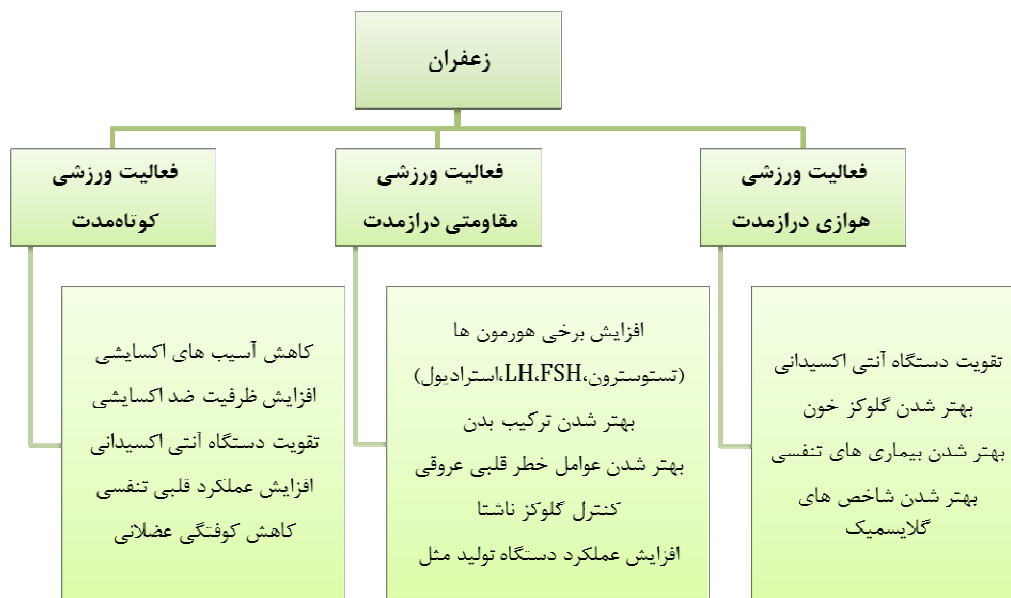 زعفران
فعالیت ورزشی
هوازی درازمدت
تقویت دستگاه آنتی اکسیدانی
بهتر شدن گلوکز خون
بهتر شدن بیماری های تنفسی
بهتر شدن شاخص های
گلایسمیک
فعالیت ورزشی
مقاومتی درازمدت
افزایش برخی هورمون ها
(تستوسترون،LH،FSH،استرادیول)
بهتر شدن ترکیب بدن
بهتر شدن عوامل خطر قلبی عروقی
کنترل گلوکز ناشتا
افزایش عملکرد دستگاه تولید مثل
فعالیت ورزشی
کوتاه‌مدت
کاهش آسیب های اکسایشی
افزایش ظرفیت ضد اکسایشی
تقویت دستگاه آنتی اکسیدانی
افزایش عملکرد قلبی تنفسی
کاهش کوفتگی عضلانی